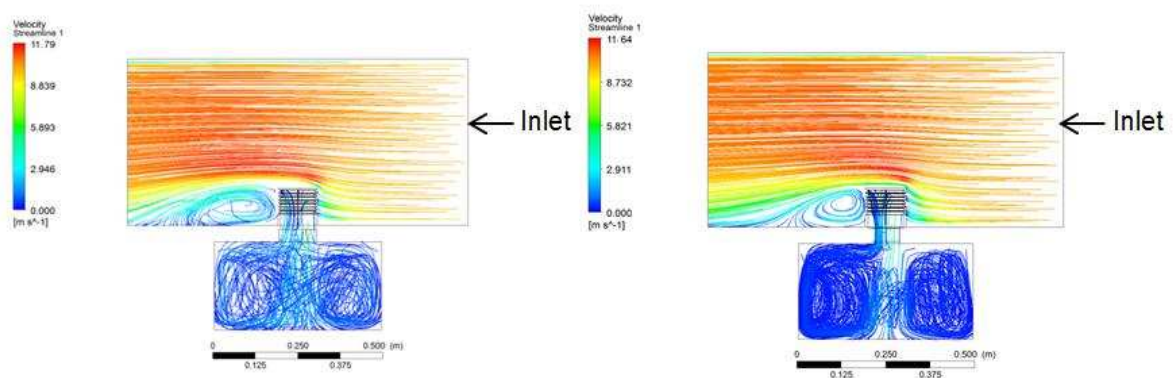 Velocity
Streamline 1
11.79
8.839
5.893
2.946
0.000
[m s^-1]
Inlet
0 0.250 0.500 (m)
0.125 0.375
Velocity
Streamline 1
11.64
8.732
5.821
2.911
0.000
[m s^-1]
Inlet
0 0.250 0.500 (m)
0.125 0.375